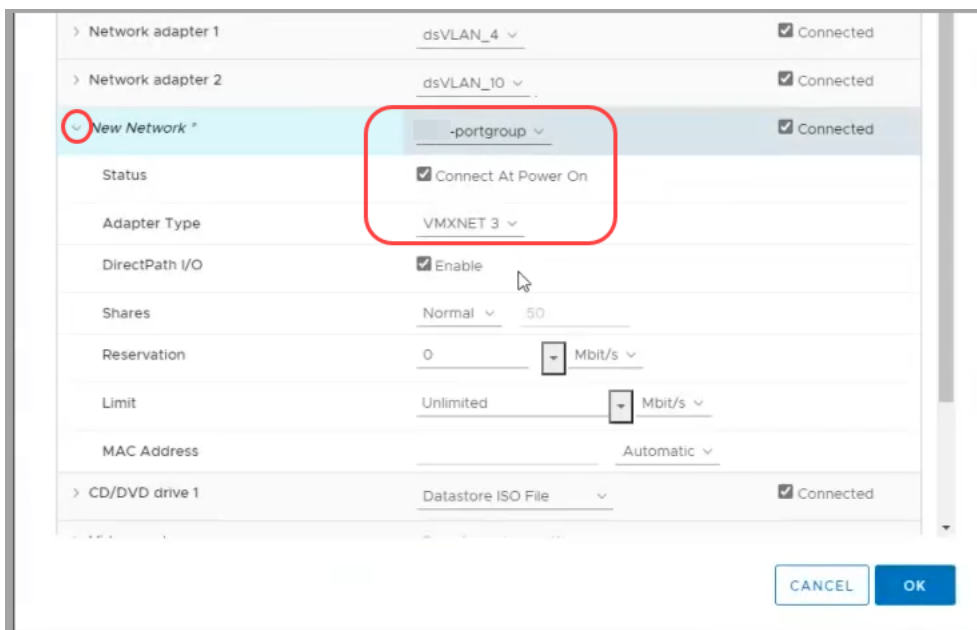 Network adapter 1 dsVLAN_4 Connected
Network adapter 2 dsVLAN_10 Connected
New Network * -portgroup Connected
Status Connect At Power On
Adapter Type VMXNET 3
DirectPath I/O Enable
Shares Normal 50
Reservation 0 Mbit/s
Limit Unlimited Mbit/s
MAC Address Automatic
CD/DVD drive 1 Datastore ISO File Connected
CANCEL OK